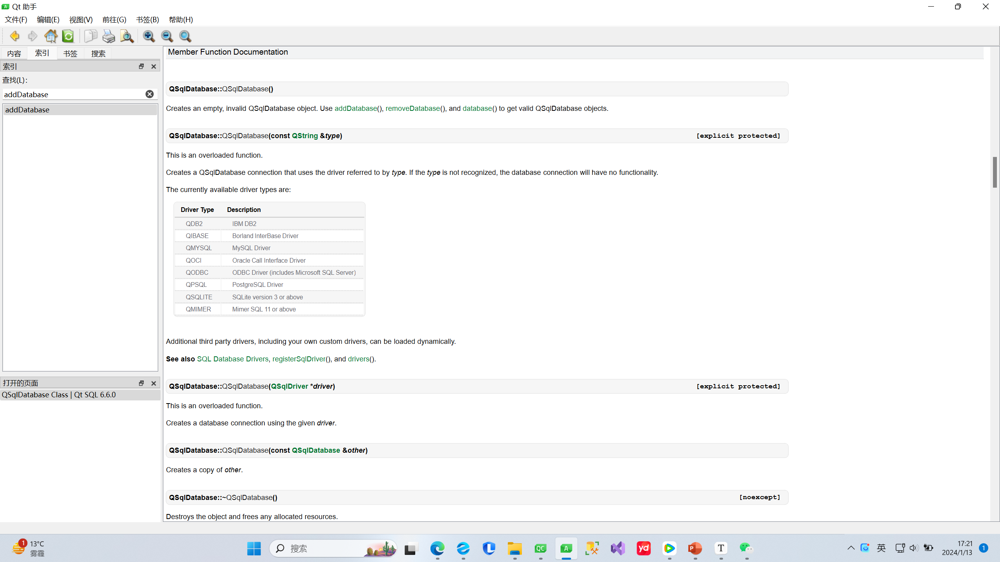 Qt 助手
文件(F) 编辑(E) 视图(V) 前往(G) 书签(B) 帮助(H)
内容 索引 书签 搜索
索引
查找(L):
addDatabase
addDatabase
打开的页面
QSqlDatabase Class | Qt SQL 6.6.0
Member Function Documentation
QSqlDatabase::QSqlDatabase()
Creates an empty, invalid QSqlDatabase object. Use addDatabase(), removeDatabase(), and database() to get valid QSqlDatabase objects.
QSqlDatabase::QSqlDatabase(const QString &type) [explicit protected]
This is an overloaded function.
Creates a QSqlDatabase connection that uses the driver referred to by type. If the type is not recognized, the database connection will have no functionality.
The currently available driver types are:
Driver Type Description
QDB2 IBM DB2
QIBASE Borland InterBase Driver
QMYSQL MySQL Driver
QOCI Oracle Call Interface Driver
QODBC ODBC Driver (includes Microsoft SQL Server)
QPSQL PostgreSQL Driver
QSQLITE SQLite version 3 or above
QMIMER Mimer SQL 11 or above
Additional third party drivers, including your own custom drivers, can be loaded dynamically.
See also SQL Database Drivers, registerSqlDriver(), and drivers().
QSqlDatabase::QSqlDatabase(QSqlDriver *driver) [explicit protected]
This is an overloaded function.
Creates a database connection using the given driver.
QSqlDatabase::QSqlDatabase(const QSqlDatabase &other)
Creates a copy of other.
QSqlDatabase::~QSqlDatabase() [noexcept]
Destroys the object and frees any allocated resources.
1
13°C
雾霾
搜索
QC
A
yd
P
T
英
17:21
2024/1/13
1